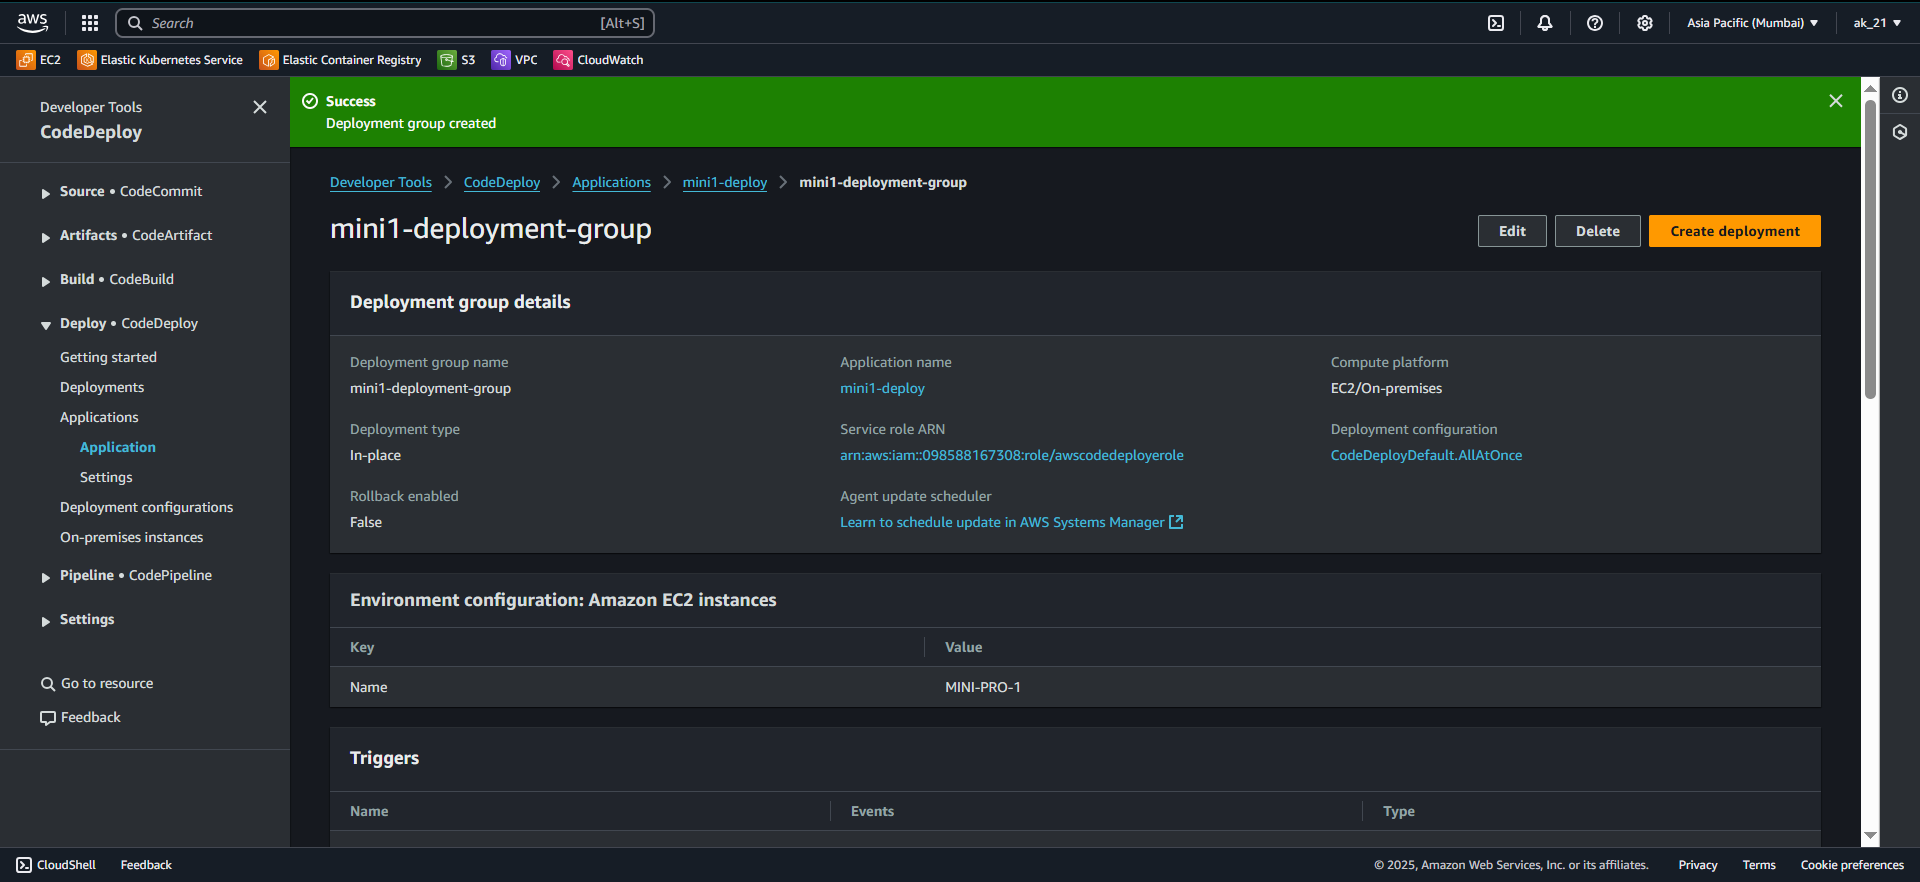 aws
Search [Alt+S]
Asia Pacific (Mumbai) ▼
ak_21 ▼
EC2 Elastic Kubernetes Service Elastic Container Registry S3 VPC CloudWatch
Developer Tools
CodeDeploy
Source • CodeCommit
Artifacts • CodeArtifact
Build • CodeBuild
Deploy • CodeDeploy
Getting started
Deployments
Applications
Application
Settings
Deployment configurations
On-premises instances
Pipeline • CodePipeline
Settings
Go to resource
Feedback
Success
Deployment group created
Developer Tools > CodeDeploy > Applications > mini1-deploy > mini1-deployment-group
mini1-deployment-group
Edit Delete Create deployment
Deployment group details
Deployment group name
mini1-deployment-group
Application name
mini1-deploy
Compute platform
EC2/On-premises
Deployment type
In-place
Service role ARN
arn:aws:iam::098588167308:role/awscodedeployerole
Deployment configuration
CodeDeployDefault.AllAtOnce
Rollback enabled
False
Agent update scheduler
Learn to schedule update in AWS Systems Manager
Environment configuration: Amazon EC2 instances
Key Value
Name MINI-PRO-1
Triggers
Name Events Type
CloudShell Feedback
© 2025, Amazon Web Services, Inc. or its affiliates. Privacy Terms Cookie preferences